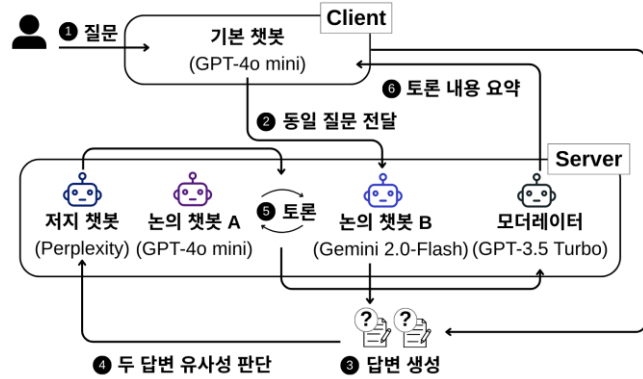 Client
❶ 질문
기본 챗봇
(GPT-4o mini)
❻ 토론 내용 요약
❷ 동일 질문 전달
Server
저지 챗봇
(Perplexity)
논의 챗봇 A
(GPT-4o mini)
❺ 토론
논의 챗봇 B
(Gemini 2.0-Flash)
모더레이터
(GPT-3.5 Turbo)
? ?
❹ 두 답변 유사성 판단
❸ 답변 생성